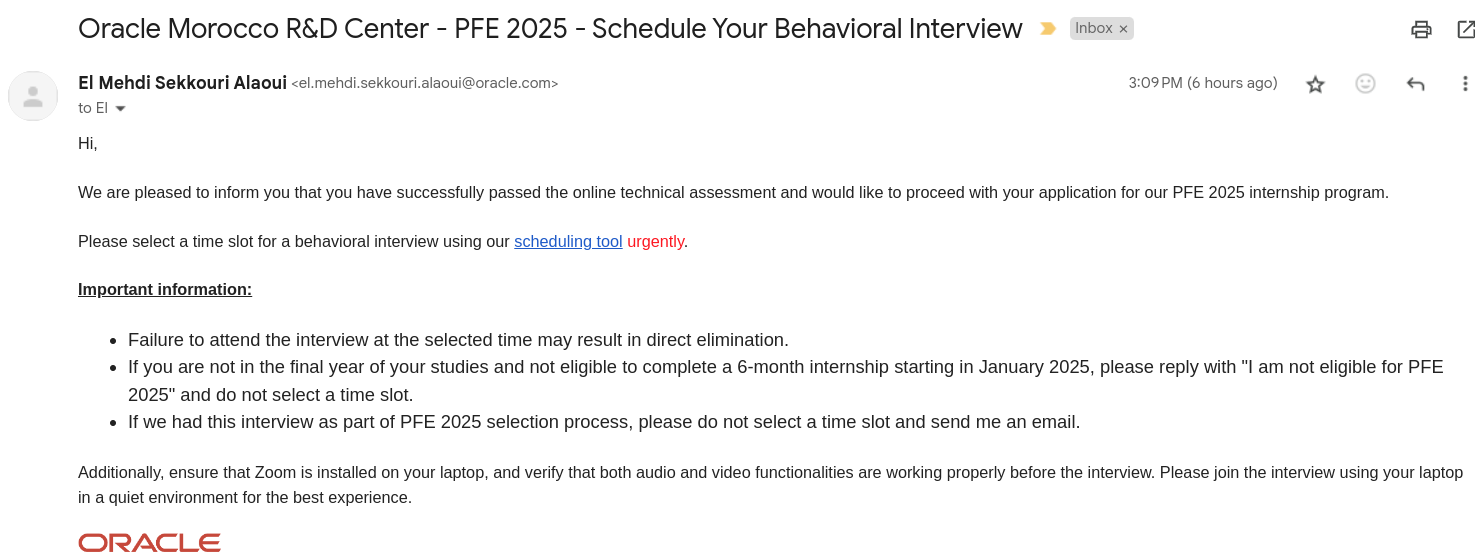 Oracle Morocco R&D Center - PFE 2025 - Schedule Your Behavioral Interview Inbox ×
El Mehdi Sekkouri Alaoui <el.mehdi.sekkouri.alaoui@oracle.com> 3:09 PM (6 hours ago)
to El
Hi,
We are pleased to inform you that you have successfully passed the online technical assessment and would like to proceed with your application for our PFE 2025 internship program.
Please select a time slot for a behavioral interview using our scheduling tool urgently.
Important information:
• Failure to attend the interview at the selected time may result in direct elimination.
• If you are not in the final year of your studies and not eligible to complete a 6-month internship starting in January 2025, please reply with "I am not eligible for PFE
2025" and do not select a time slot.
• If we had this interview as part of PFE 2025 selection process, please do not select a time slot and send me an email.
Additionally, ensure that Zoom is installed on your laptop, and verify that both audio and video functionalities are working properly before the interview. Please join the interview using your laptop
in a quiet environment for the best experience.
ORACLE